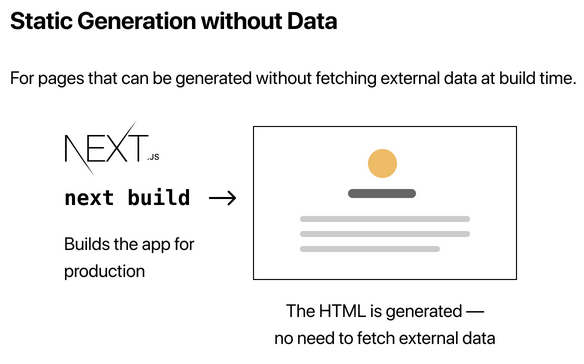 Static Generation without Data
For pages that can be generated without fetching external data at build time.
NEXT.JS
next build
Builds the app for
production
The HTML is generated —
no need to fetch external data